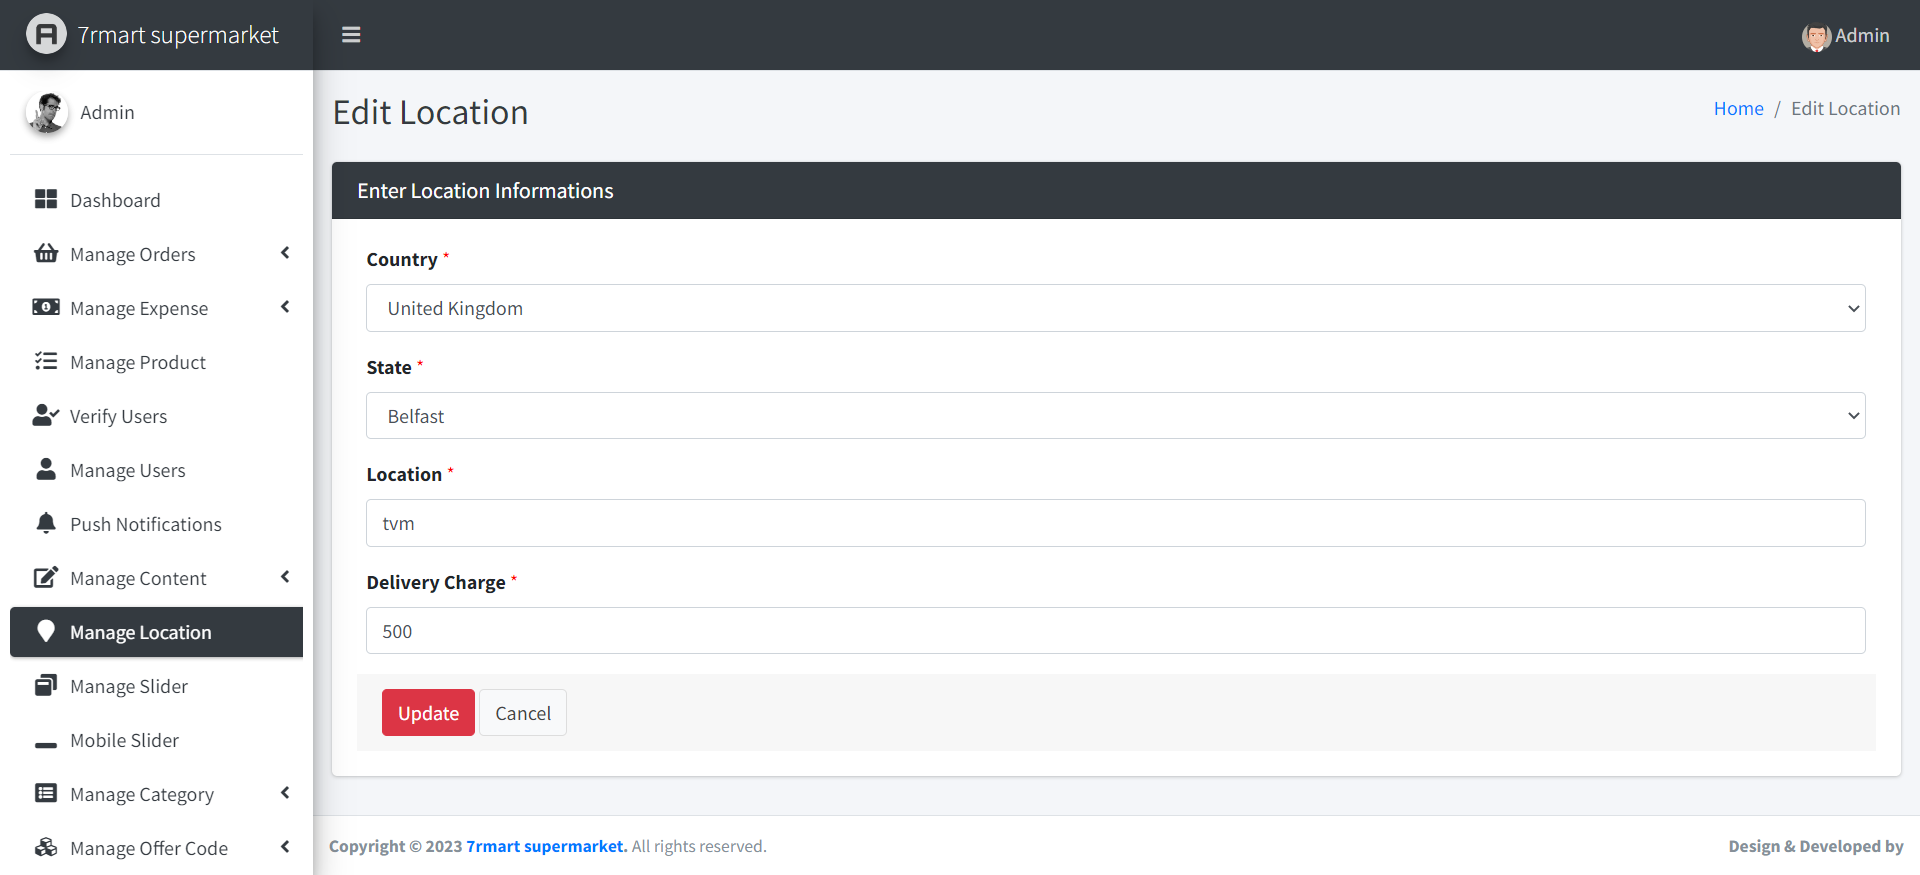 7rmart supermarket
Admin
Admin
Edit Location
Home / Edit Location
Dashboard
Manage Orders
Manage Expense
Manage Product
Verify Users
Manage Users
Push Notifications
Manage Content
Manage Location
Manage Slider
Mobile Slider
Manage Category
Manage Offer Code
Enter Location Informations
Country *
United Kingdom
State *
Belfast
Location *
tvm
Delivery Charge *
500
Update
Cancel
Copyright © 2023 7rmart supermarket. All rights reserved.
Design & Developed by